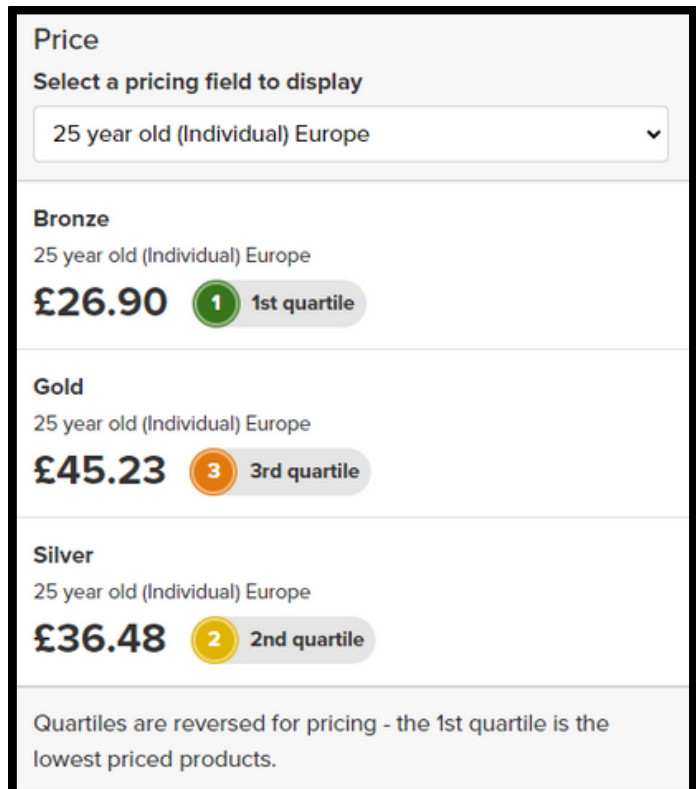 Price
Select a pricing field to display
25 year old (Individual) Europe
Bronze
25 year old (Individual) Europe
£26.90 1 1st quartile
Gold
25 year old (Individual) Europe
£45.23 3 3rd quartile
Silver
25 year old (Individual) Europe
£36.48 2 2nd quartile
Quartiles are reversed for pricing - the 1st quartile is the
lowest priced products.